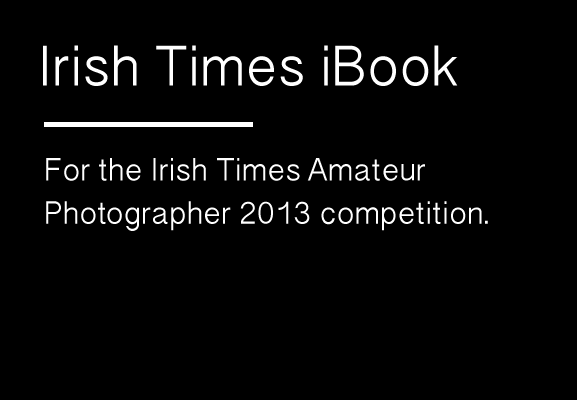 Irish Times iBook
For the Irish Times Amateur
Photographer 2013 competition.